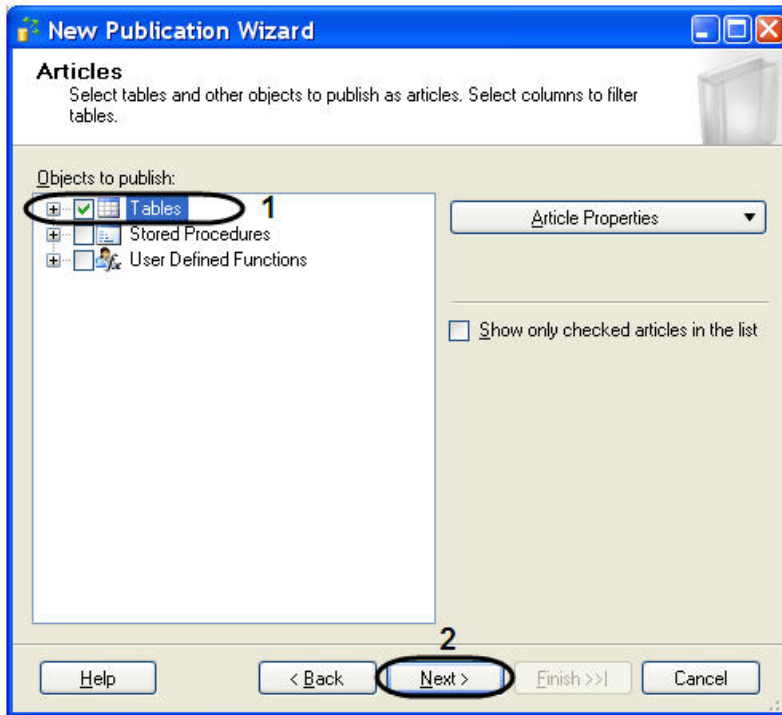 New Publication Wizard
Articles
Select tables and other objects to publish as articles. Select columns to filter
tables.
Objects to publish:
Tables 1
Stored Procedures
User Defined Functions
Article Properties
Show only checked articles in the list
2
Help
< Back
Next >
Finish >>|
Cancel